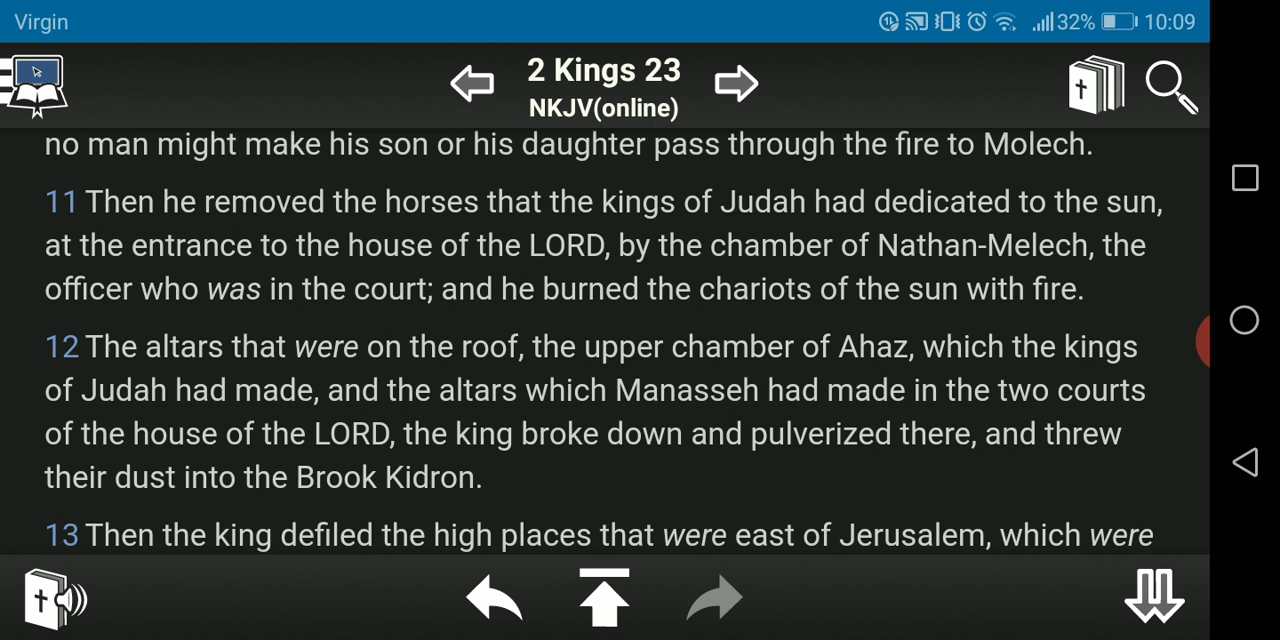 Virgin 32% 10:09
2 Kings 23
NKJV(online)
no man might make his son or his daughter pass through the fire to Molech.
11 Then he removed the horses that the kings of Judah had dedicated to the sun,
at the entrance to the house of the LORD, by the chamber of Nathan-Melech, the
officer who was in the court; and he burned the chariots of the sun with fire.
12 The altars that were on the roof, the upper chamber of Ahaz, which the kings
of Judah had made, and the altars which Manasseh had made in the two courts
of the house of the LORD, the king broke down and pulverized there, and threw
their dust into the Brook Kidron.
13 Then the king defiled the high places that were east of Jerusalem, which were